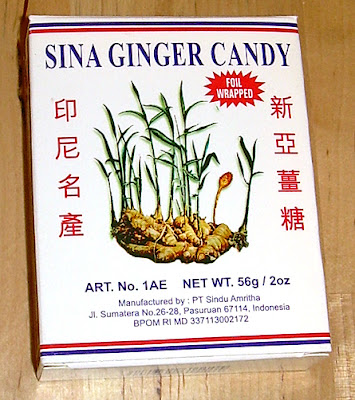 SINA GINGER CANDY
FOIL
WRAPPED
印尼名產
新亞薑糖
ART. No. 1AE NET WT. 56g / 2oz
Manufactured by : PT Sindu Amritha
Jl. Sumatera No.26-28, Pasuruan 67114, Indonesia
BPOM RI MD 337113002172